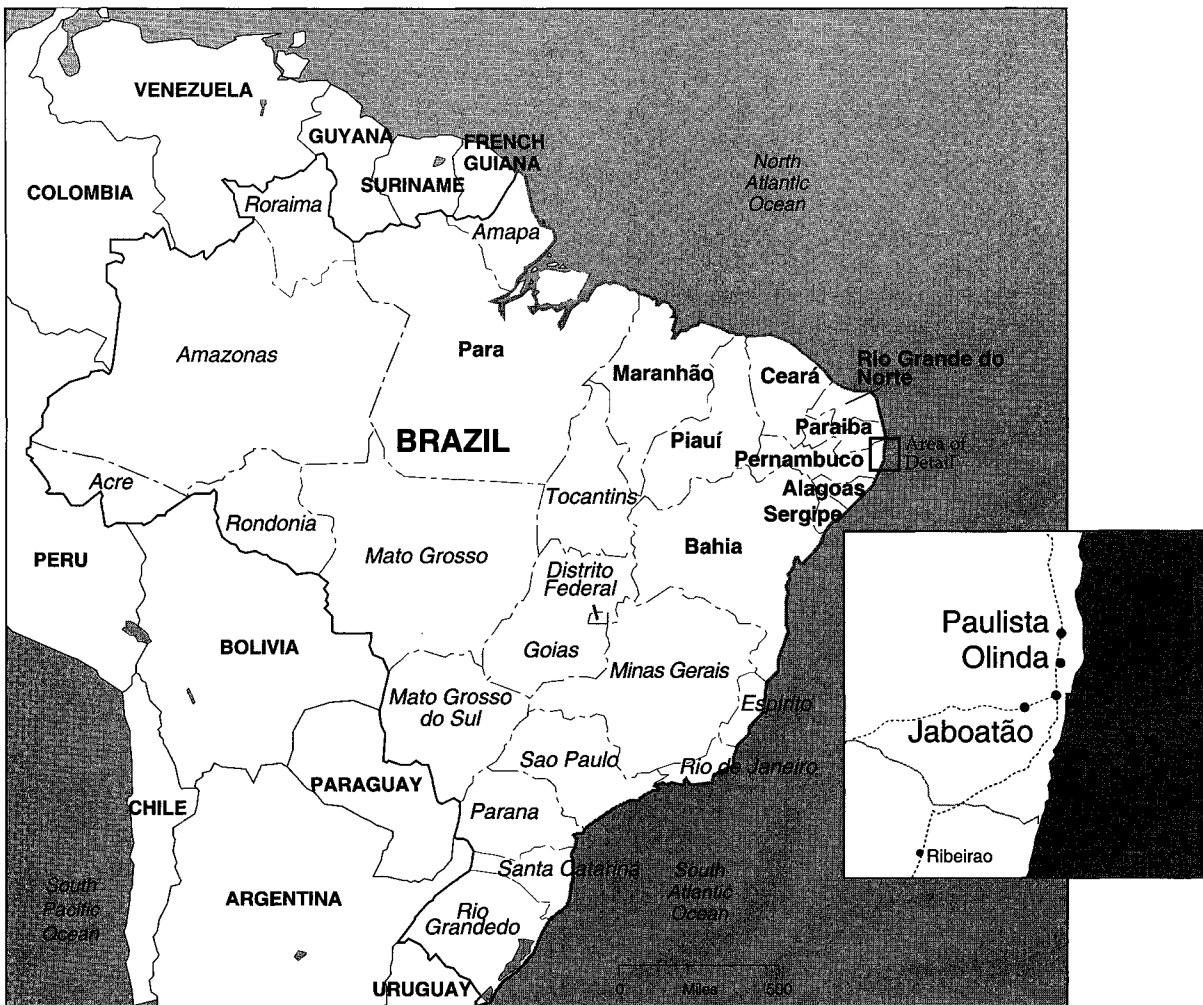 VENEZUELA
GUYANA
FRENCH
GUIANA
SURINAME
COLOMBIA
Roraima
Amapa
North
Atlantic
Ocean
Amazonas
Para
Maranhão
Ceará
Rio Grande do
Norte
Paraiba
BRAZIL
Piauí
Pernambuco
Area of
Detail
Acre
Tocantins
Alagoas
Sergipe
Rondonia
Mato Grosso
Bahia
PERU
Distrito
Federal
BOLIVIA
Goias
Minas Gerais
Mato Grosso
do Sul
Espirito
Sao Paulo
Rio de Janeiro
PARAGUAY
CHILE
Parana
Santa Catarina
South
Atlantic
Ocean
South
Pacific
Ocean
ARGENTINA
Rio
Grandedo
URUGUAY
0 Miles 500
Paulista
Olinda
Jaboatão
Ribeirao